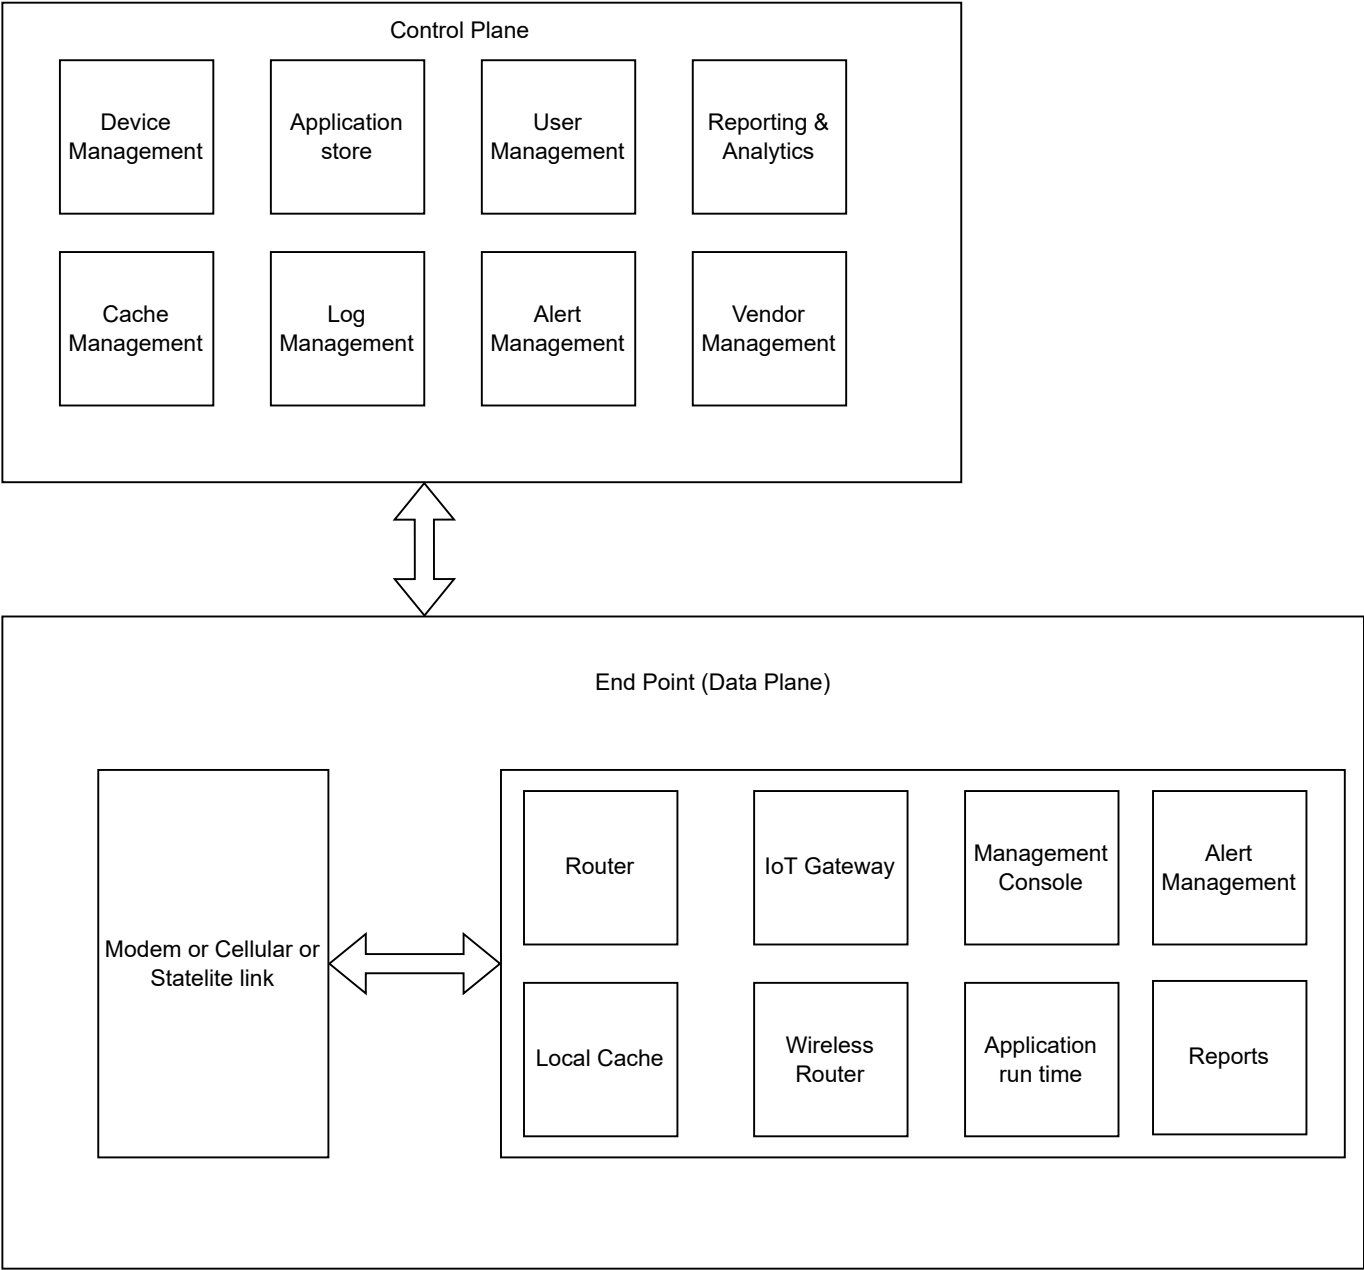 Control Plane
Device
Management
Application
store
User
Management
Reporting &
Analytics
Cache
Management
Log
Management
Alert
Management
Vendor
Management
End Point (Data Plane)
Modem or Cellular or
Statelite link
Router
IoT Gateway
Management
Console
Alert
Management
Local Cache
Wireless
Router
Application
run time
Reports